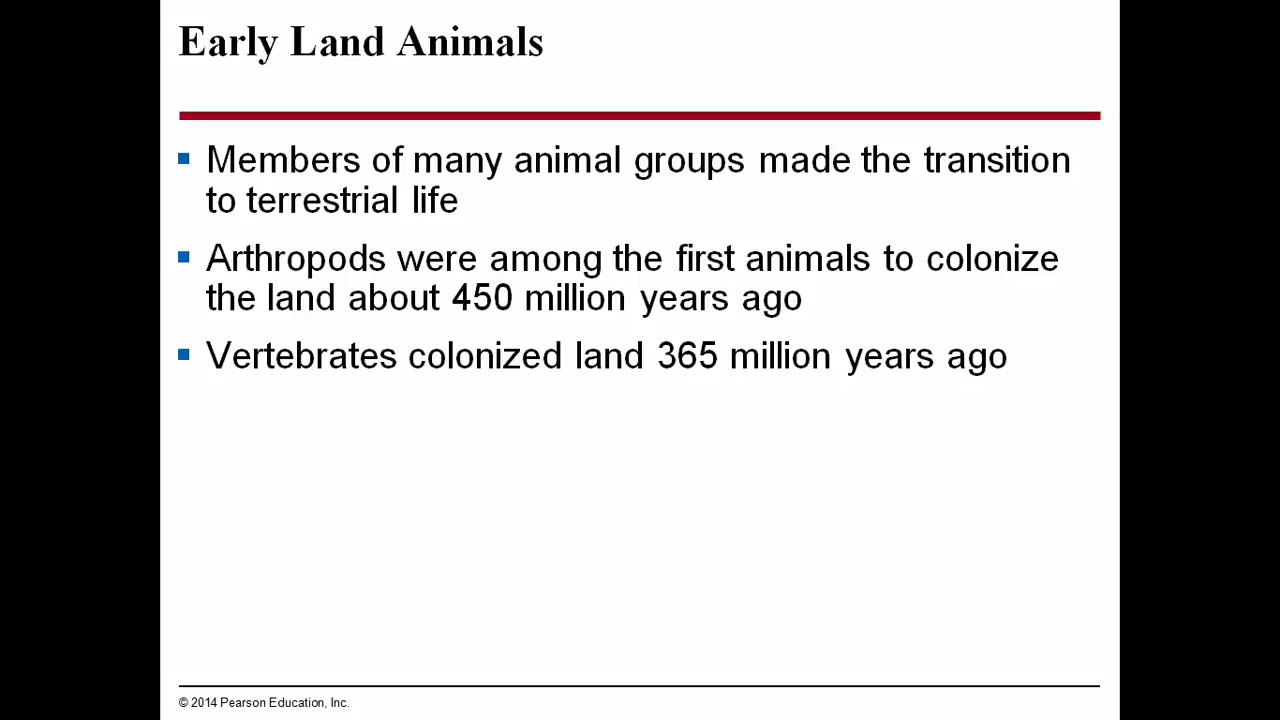 Early Land Animals
Members of many animal groups made the transition
to terrestrial life
Arthropods were among the first animals to colonize
the land about 450 million years ago
Vertebrates colonized land 365 million years ago
© 2014 Pearson Education, Inc.